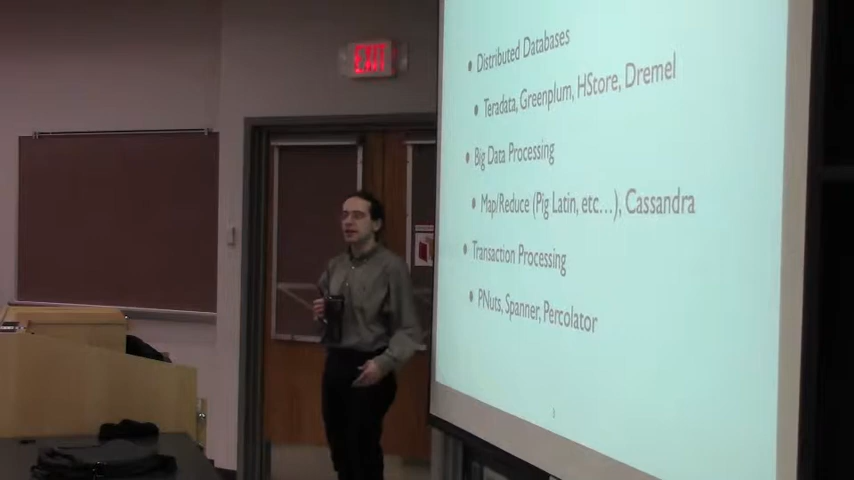 EXIT
• Distributed Databases
• Teradata, Greenplum, HStore, Dremel
• Big Data Processing
• Map/Reduce (Pig Latin, etc...), Cassandra
• Transaction Processing
• PNuts, Spanner, Percolator